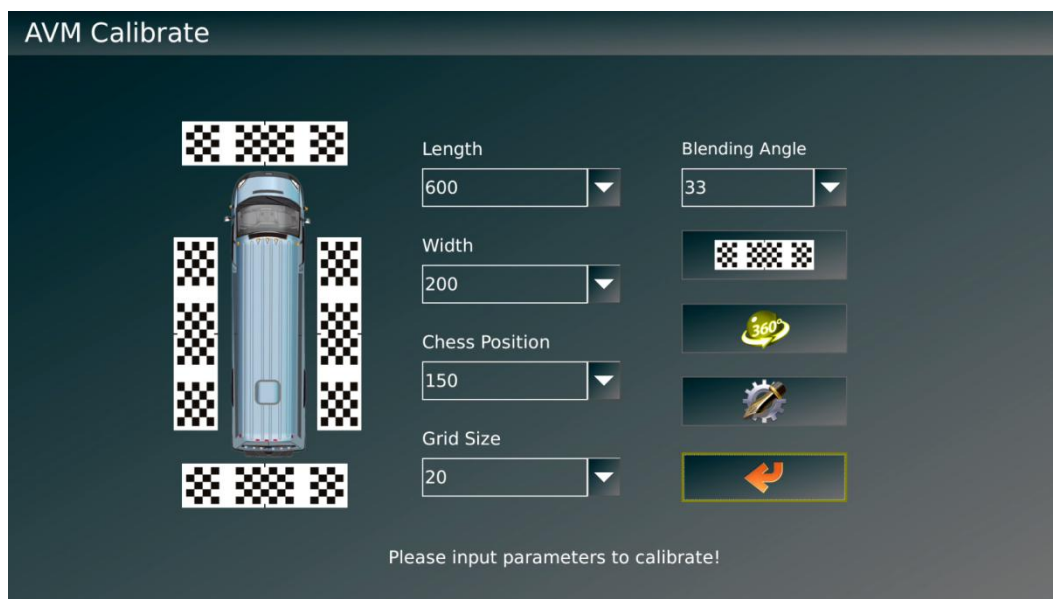 AVM Calibrate
Length
600
Width
200
Chess Position
150
Grid Size
20
Blending Angle
33
360°
Please input parameters to calibrate!